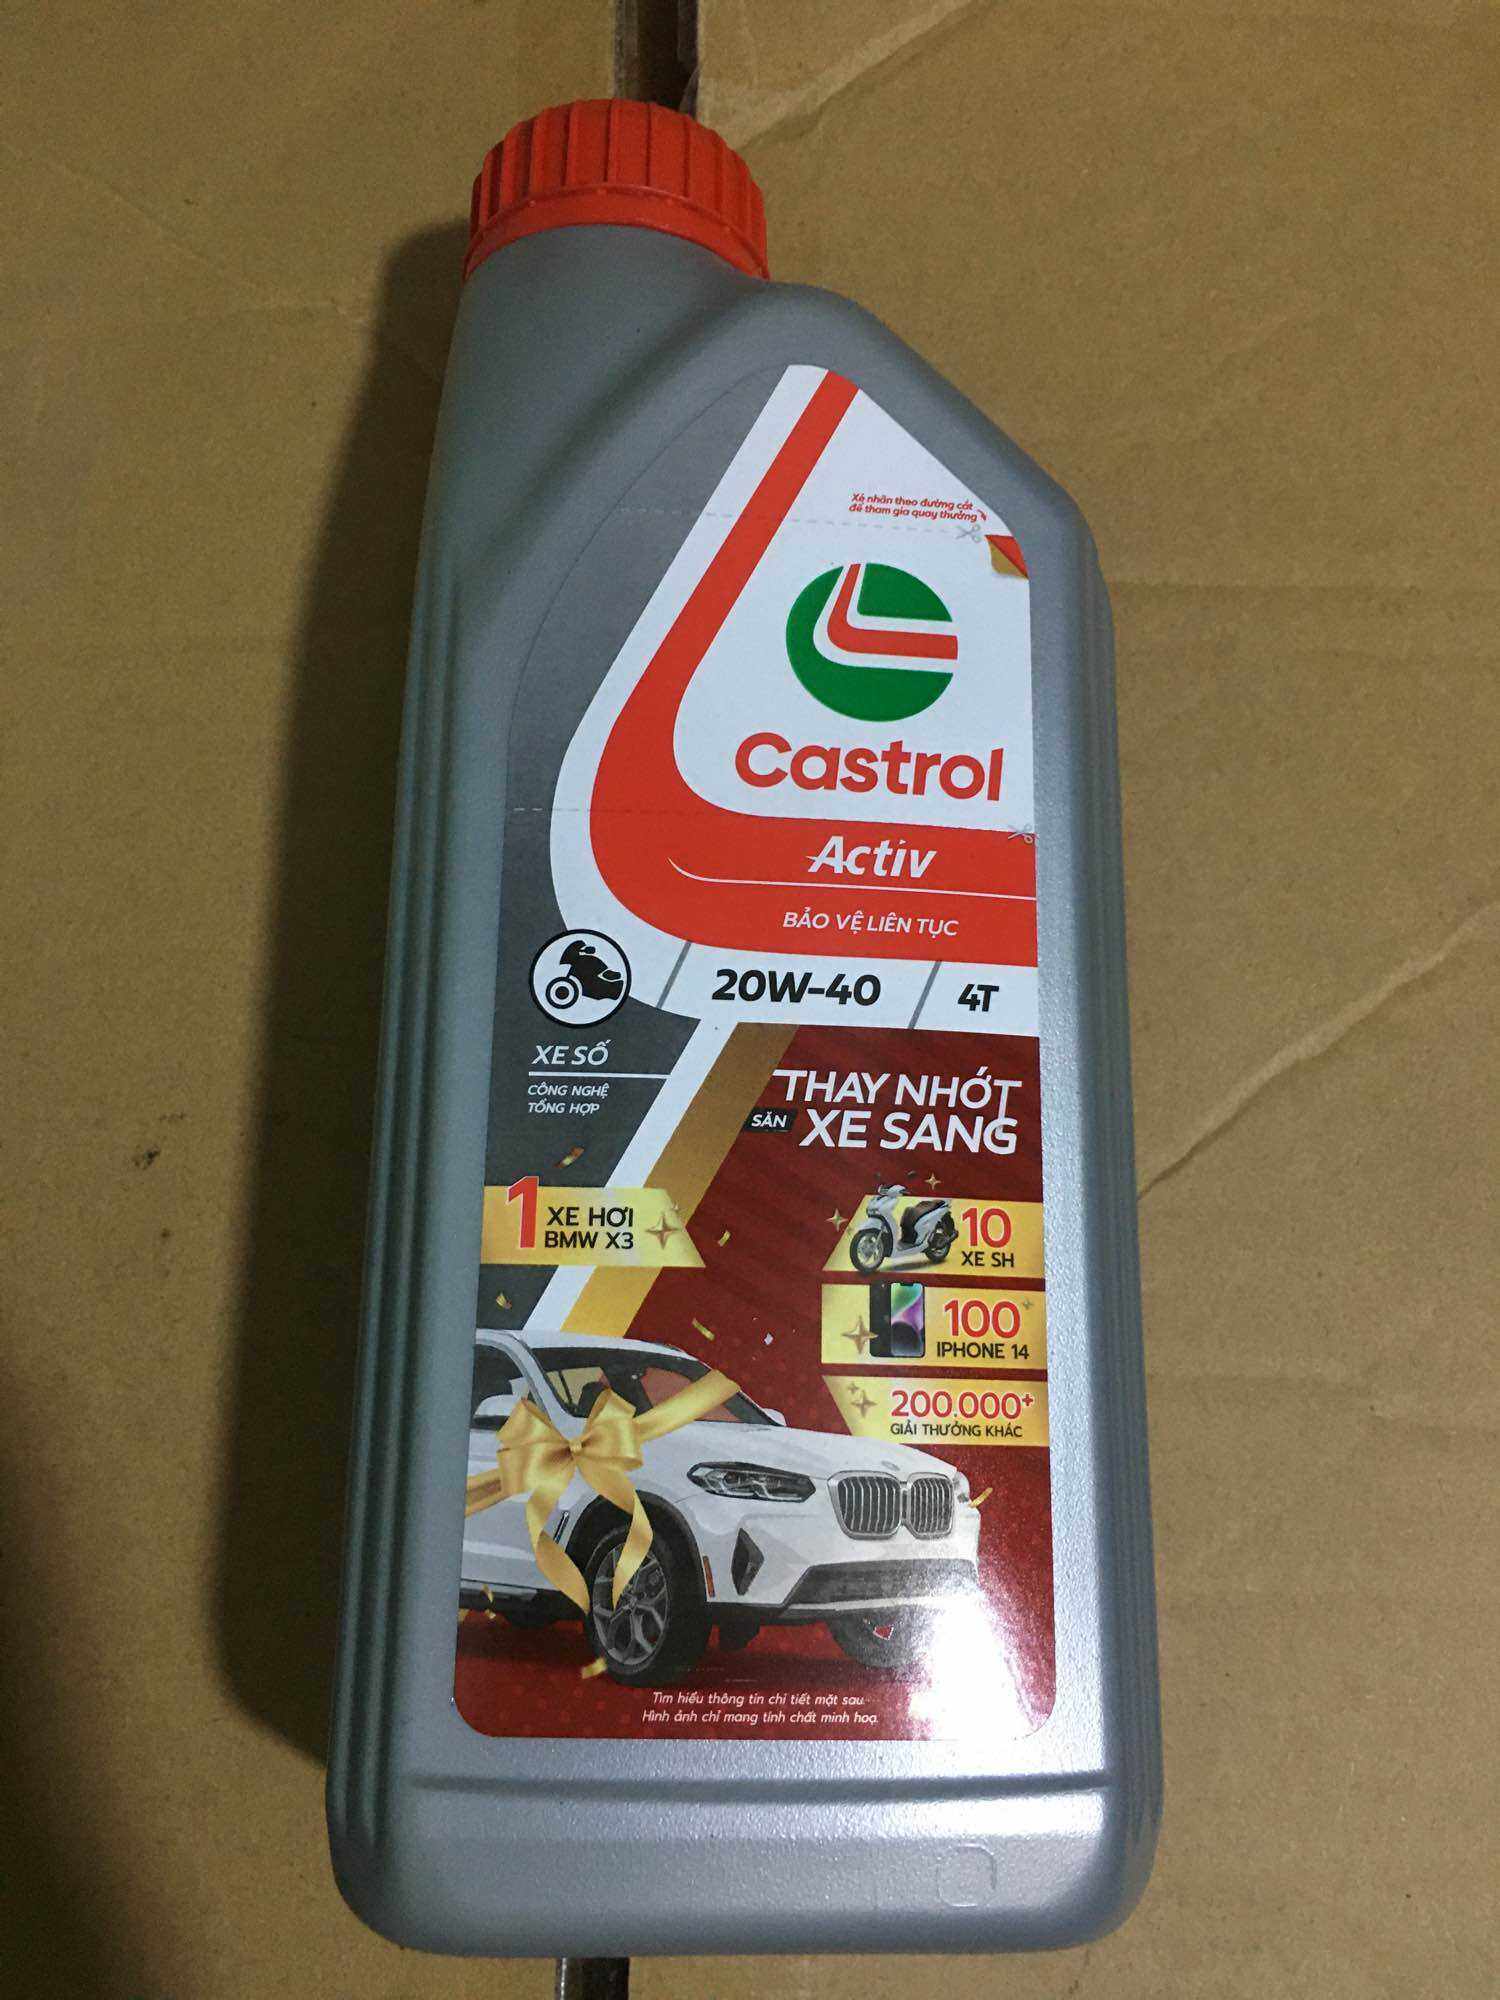 Xé nhãn theo đường cắt
để tham gia quay thưởng
Castrol
Activ
BẢO VỆ LIÊN TỤC
20W-40
4T
XE SỐ
CÔNG NGHỆ
TỔNG HỢP
THAY NHỚT
SĂN XE SANG
1 XE HƠI
BMW X3
10
XE SH
100
IPHONE 14
200.000+
GIẢI THƯỞNG KHÁC
Tìm hiểu thông tin chi tiết mặt sau.
Hình ảnh chỉ mang tính chất minh hoạ.